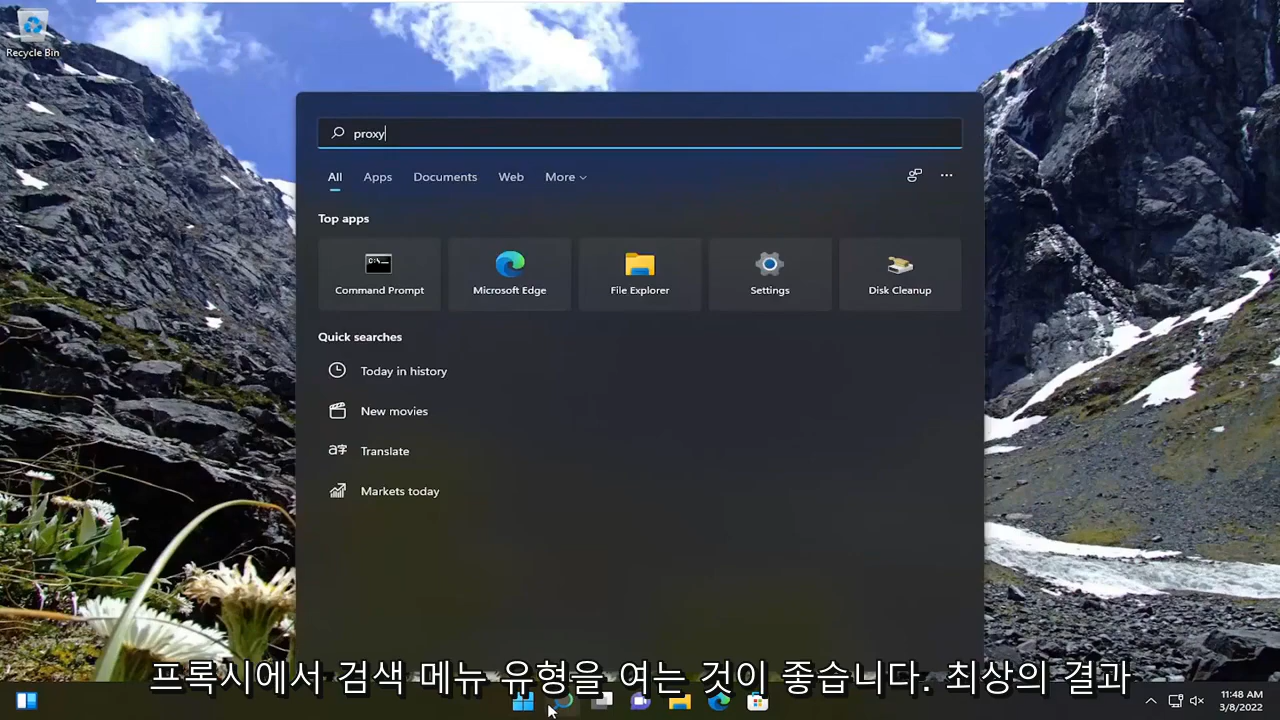 Recycle Bin
proxy
All Apps Documents Web More
Top apps
Command Prompt Microsoft Edge File Explorer Settings Disk Cleanup
Quick searches
Today in history
New movies
Translate
Markets today
프록시에서 검색 메뉴 유형을 여는 것이 좋습니다. 최상의 결과
11:48 AM
3/8/2022